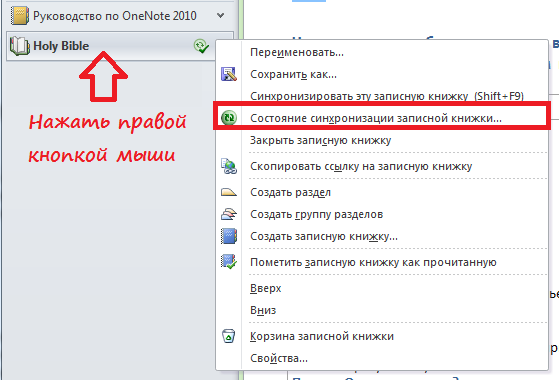 Руководство по OneNote 2010
Holy Bible
Нажать правой
кнопкой мыши
Переименовать...
Сохранить как...
Синхронизировать эту записную книжку (Shift+F9)
Состояние синхронизации записной книжки...
Закрыть записную книжку
Скопировать ссылку на записную книжку
Создать раздел
Создать группу разделов
Создать записную книжку...
Пометить записную книжку как прочитанную
Вверх
Вниз
Корзина записной книжки
Свойства...